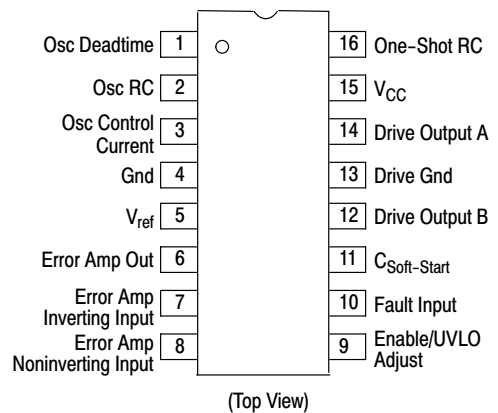 Osc Deadtime 1
Osc RC 2
Osc Control
Current 3
Gnd 4
Vref 5
Error Amp Out 6
Error Amp
Inverting Input 7
Error Amp
Noninverting Input 8
16 One-Shot RC
15 VCC
14 Drive Output A
13 Drive Gnd
12 Drive Output B
11 CSoft-Start
10 Fault Input
9 Enable/UVLO
Adjust
(Top View)